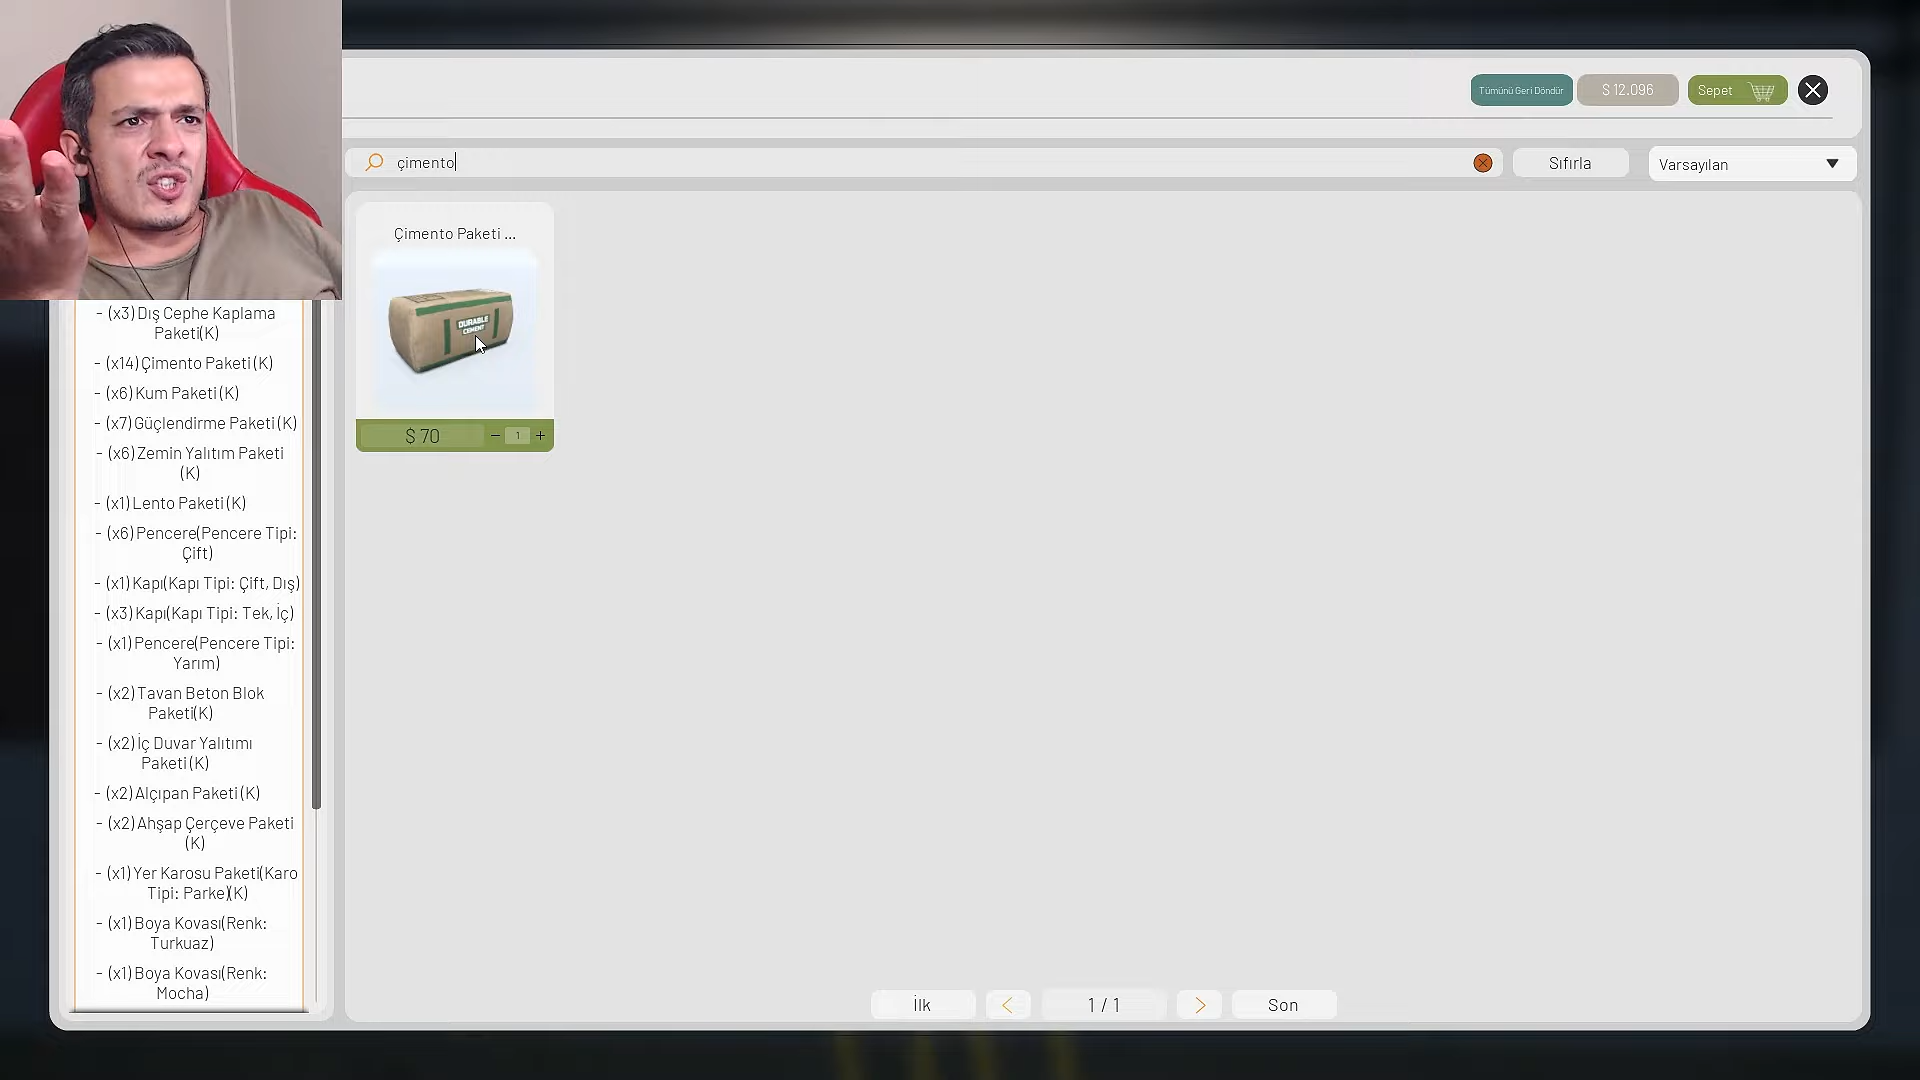 Tümünü Geri Döndür
$ 12.096
Sepet
çimento
Sıfırla
Varsayılan
Çimento Paketi ...
DURABLE
CEMENT
$ 70
− 1 +
- (x3) Dış Cephe Kaplama
Paketi(K)
- (x14) Çimento Paketi (K)
- (x6) Kum Paketi (K)
- (x7) Güçlendirme Paketi (K)
- (x6) Zemin Yalıtım Paketi
(K)
- (x1) Lento Paketi (K)
- (x6) Pencere(Pencere Tipi:
Çift)
- (x1) Kapı(Kapı Tipi: Çift, Dış)
- (x3) Kapı(Kapı Tipi: Tek, İç)
- (x1) Pencere(Pencere Tipi:
Yarım)
- (x2) Tavan Beton Blok
Paketi(K)
- (x2) İç Duvar Yalıtımı
Paketi (K)
- (x2) Alçıpan Paketi (K)
- (x2) Ahşap Çerçeve Paketi
(K)
- (x1) Yer Karosu Paketi(Karo
Tipi: Parke)(K)
- (x1) Boya Kovası(Renk:
Turkuaz)
- (x1) Boya Kovası(Renk:
Mocha)
İlk
<
1 / 1
>
Son